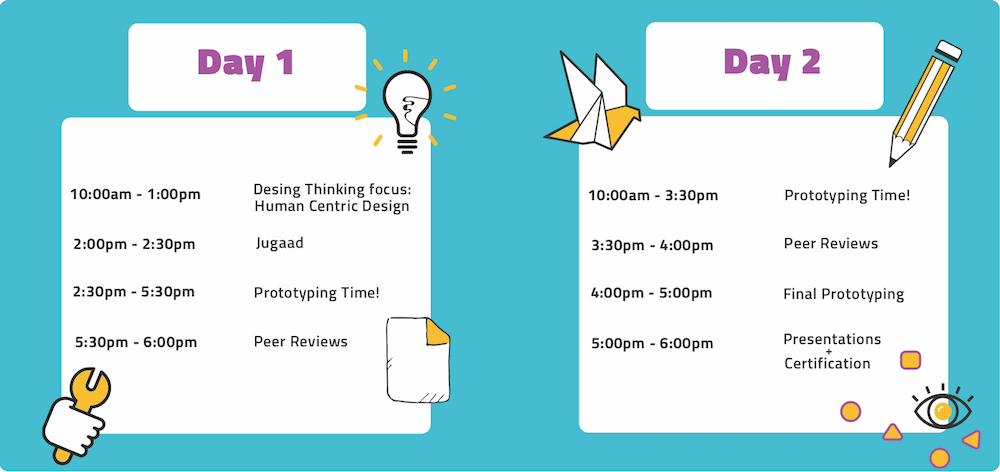 Day 1
10:00am - 1:00pm Desing Thinking focus:
Human Centric Design
2:00pm - 2:30pm Jugaad
2:30pm - 5:30pm Prototyping Time!
5:30pm - 6:00pm Peer Reviews
Day 2
10:00am - 3:30pm Prototyping Time!
3:30pm - 4:00pm Peer Reviews
4:00pm - 5:00pm Final Prototyping
5:00pm - 6:00pm Presentations
+
Certification